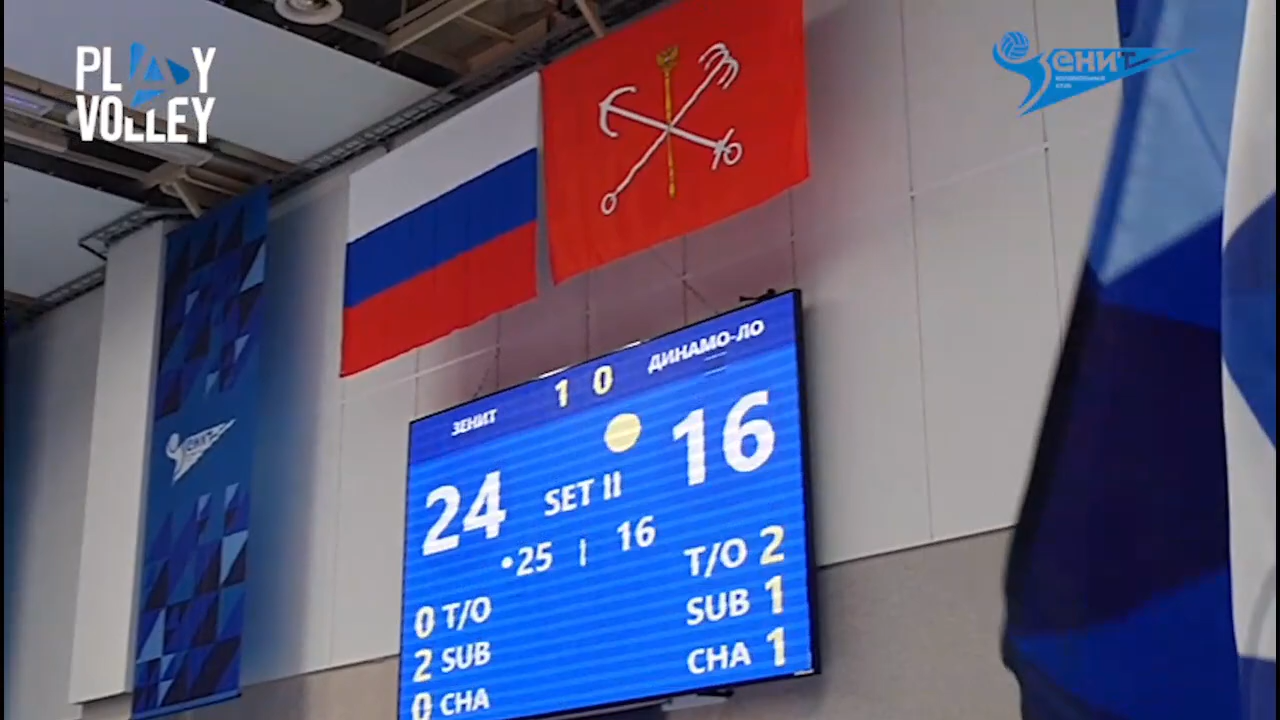 PLAY
VOLLEY
Зенит
ЗЕНИТ
1 0
ДИНАМО-ЛО
24
SET II
16
•25 | 16
0 T/O
T/O 2
2 SUB
SUB 1
0 CHA
CHA 1
Зенит